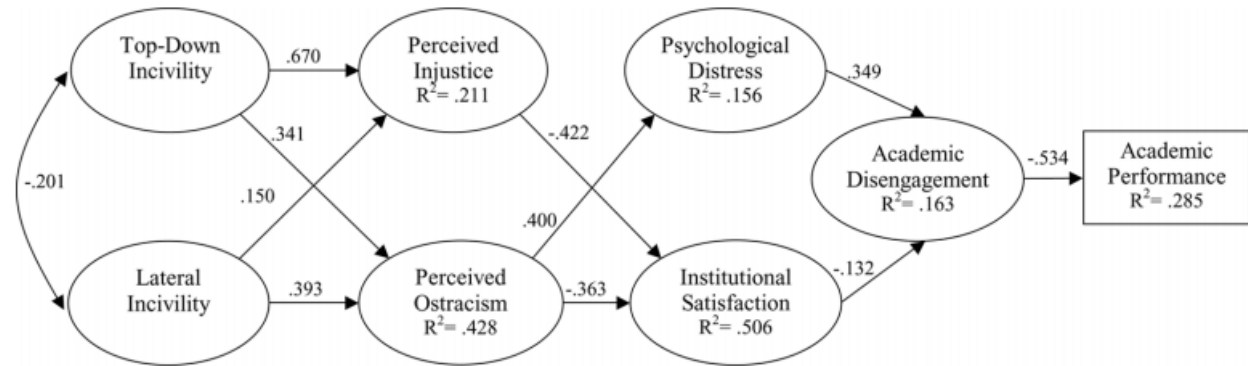 Top-Down
Incivility
.670
Perceived
Injustice
R²= .211
Psychological
Distress
R²= .156
.349
.341
-.422
-.201
.150
.400
Academic
Disengagement
R²= .163
-.534
Academic
Performance
R²= .285
Lateral
Incivility
.393
Perceived
Ostracism
R²= .428
-.363
Institutional
Satisfaction
R²= .506
-.132